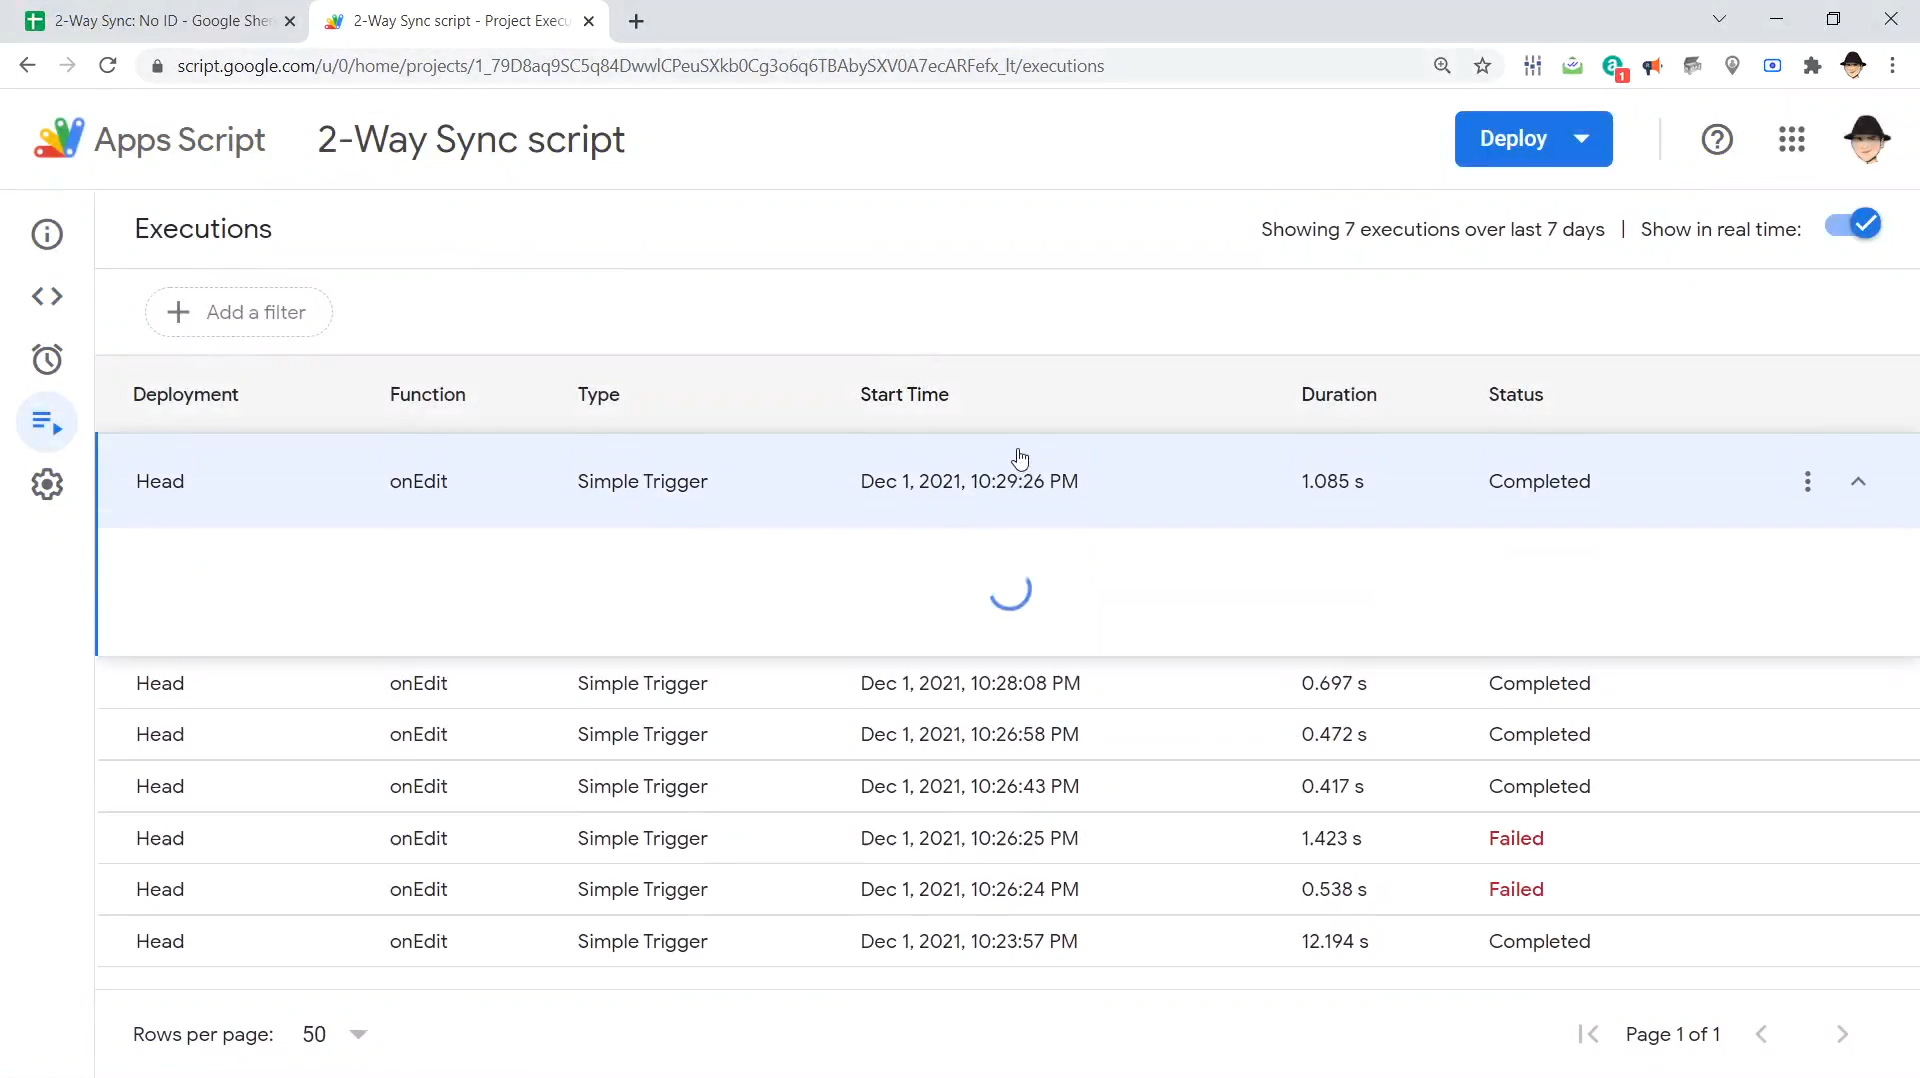 2-Way Sync: No ID - Google She
2-Way Sync script - Project Execu
script.google.com/u/0/home/projects/1_79D8aq9SC5q84DwwlCPeuSXkb0Cg3o6q6TBAbySXV0A7ecARFefx_lt/executions
1
Apps Script
2-Way Sync script
Deploy
Executions
Showing 7 executions over last 7 days | Show in real time:
Add a filter
Deployment Function Type Start Time Duration Status
Head onEdit Simple Trigger Dec 1, 2021, 10:29:26 PM 1.085 s Completed
Head onEdit Simple Trigger Dec 1, 2021, 10:28:08 PM 0.697 s Completed
Head onEdit Simple Trigger Dec 1, 2021, 10:26:58 PM 0.472 s Completed
Head onEdit Simple Trigger Dec 1, 2021, 10:26:43 PM 0.417 s Completed
Head onEdit Simple Trigger Dec 1, 2021, 10:26:25 PM 1.423 s Failed
Head onEdit Simple Trigger Dec 1, 2021, 10:26:24 PM 0.538 s Failed
Head onEdit Simple Trigger Dec 1, 2021, 10:23:57 PM 12.194 s Completed
Rows per page: 50 Page 1 of 1